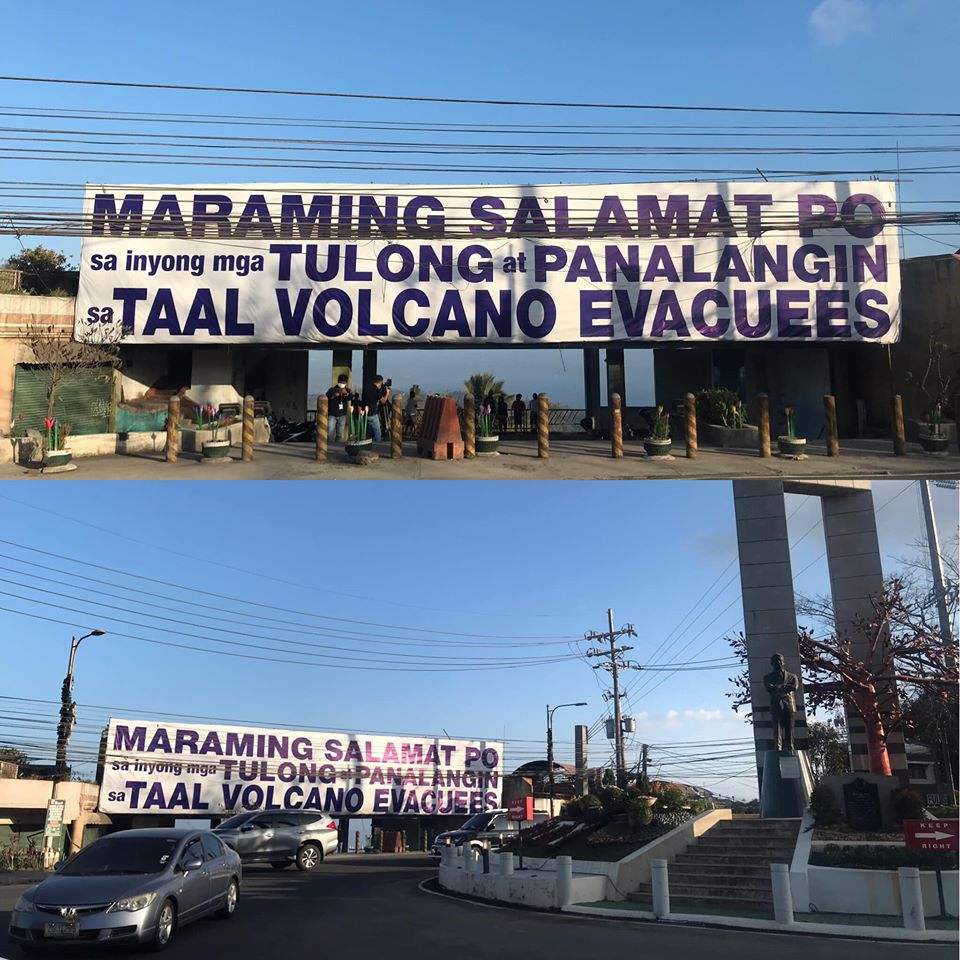 MARAMING SALAMAT PO
sa inyong mga TULONG at PANALANGIN
sa TAAL VOLCANO EVACUEES
MARAMING SALAMAT PO
sa inyong mga TULONG at PANALANGIN
sa TAAL VOLCANO EVACUEES
KEEP
RIGHT